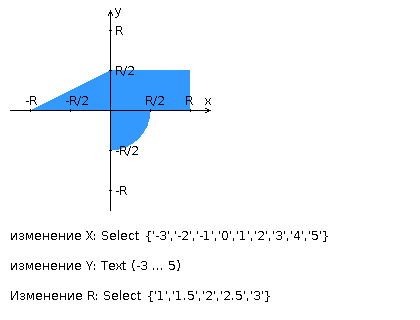 y
R
R/2
-R -R/2 R/2 R x
-R/2
-R
изменение X: Select {'-3','-2','-1','0','1','2','3','4','5'}
изменение Y: Text (-3 ... 5)
Изменение R: Select {'1','1.5','2','2.5','3'}